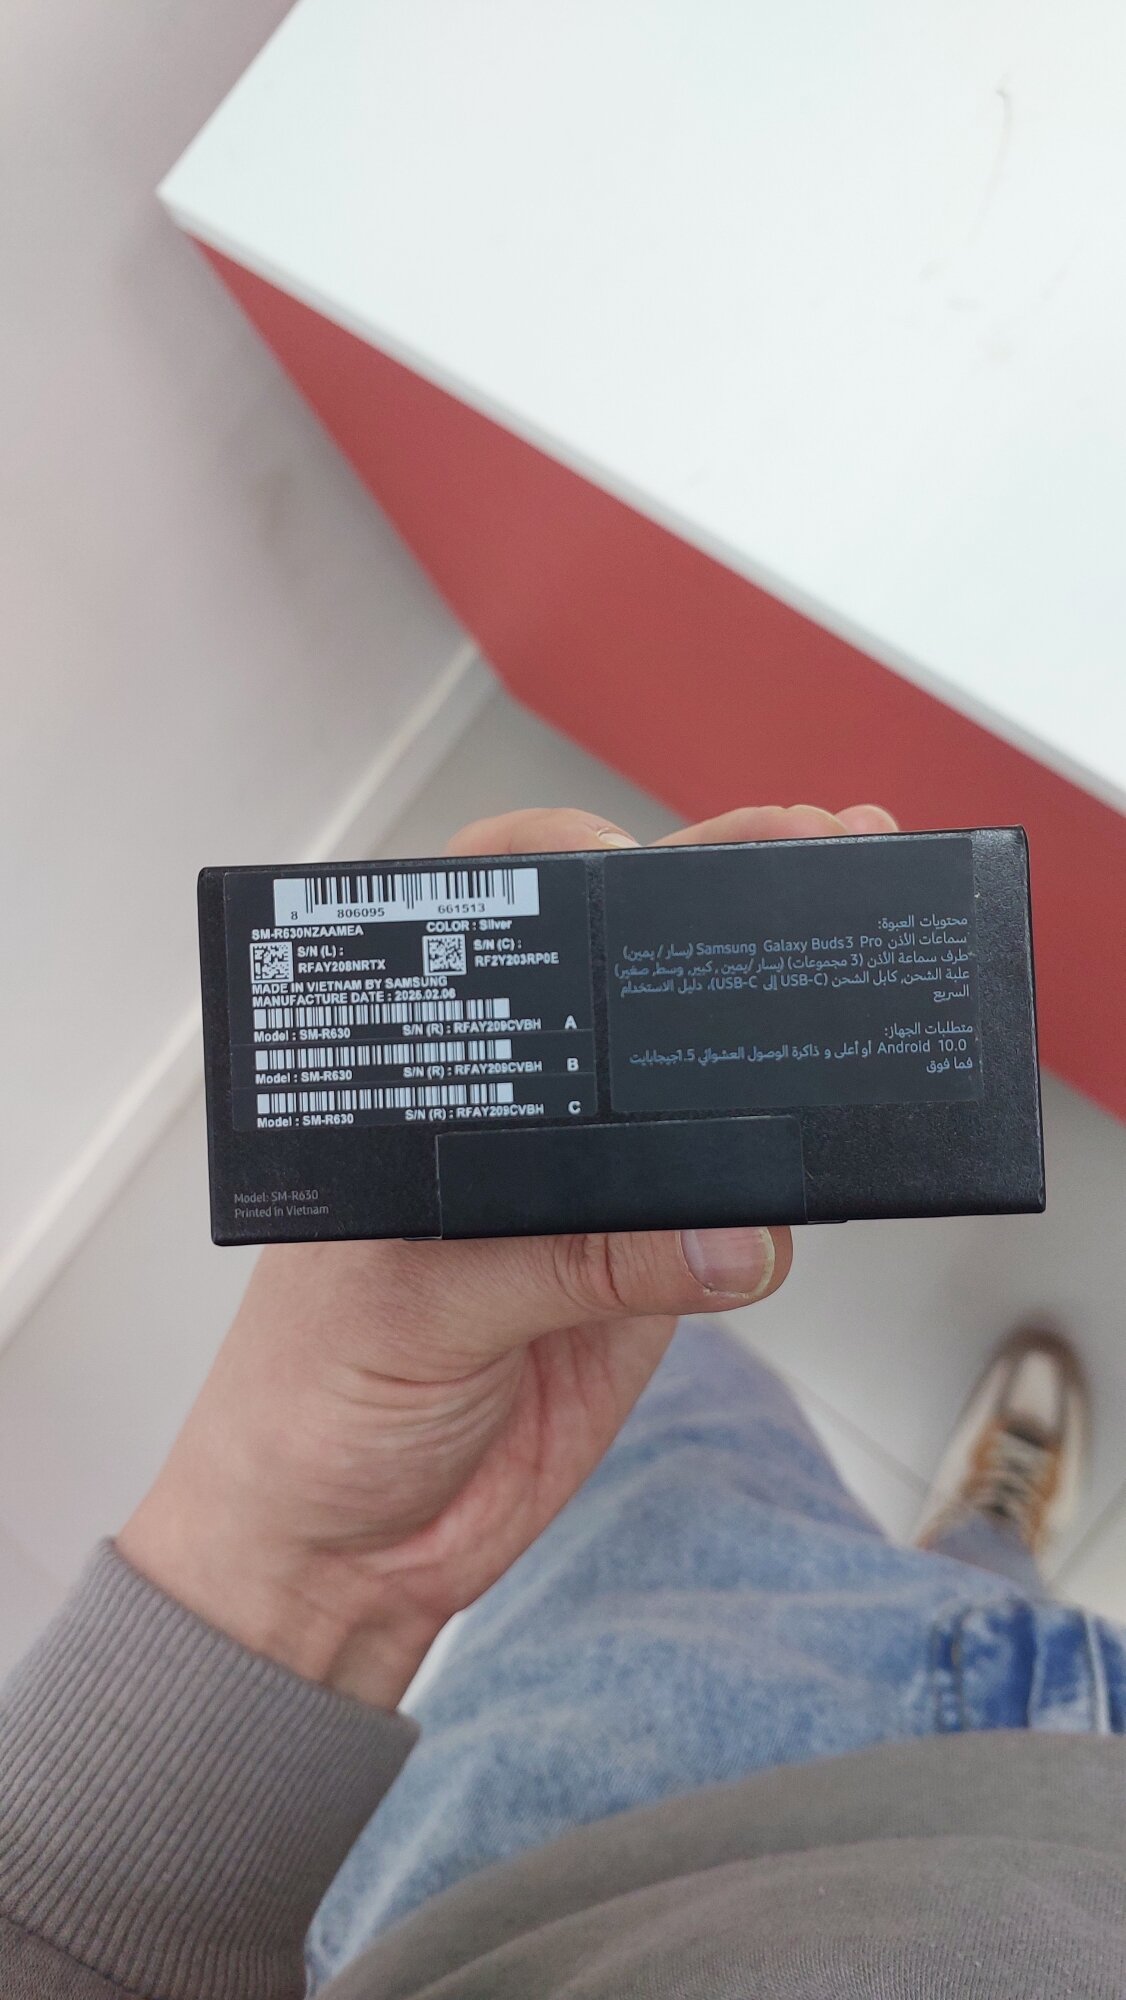 8 806095 661513
SM-R630NZAAMEA
COLOR : Silver
S/N (L) :
RFAY208NRTX
S/N (C) :
RF2Y203RP0E
MADE IN VIETNAM BY SAMSUNG
MANUFACTURE DATE : 2025.02.06
Model : SM-R630 S/N (R) : RFAY209CVBH A
Model : SM-R630 S/N (R) : RFAY209CVBH B
Model : SM-R630 S/N (R) : RFAY209CVBH C
Model: SM-R630
Printed in Vietnam
محتويات العبوة:
سماعات الأذن Samsung Galaxy Buds3 Pro (يسار / يمين)
طرف سماعة الأذن (3 مجموعات) (يسار /يمين ، كبير, وسط, صغير)
علبة الشحن, كابل الشحن (USB-C إلى USB-C)، دليل الاستخدام
السريع
متطلبات الجهاز:
Android 10.0 أو أعلى و ذاكرة الوصول العشوائي 1.5جيجابايت
فما فوق